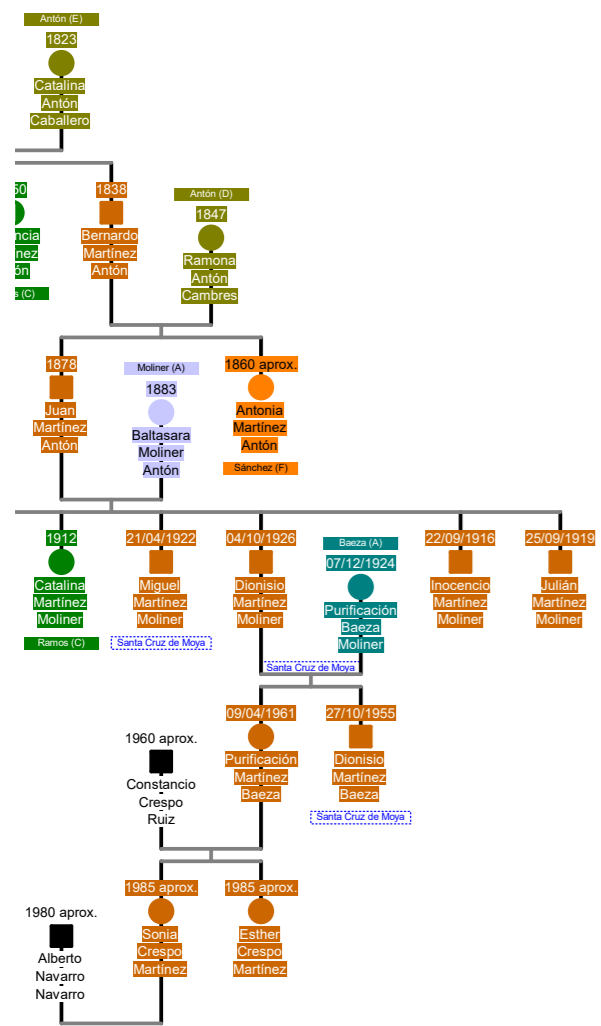 Antón (E)
1823
Catalina
Antón
Caballero
1838
Bernardo
Martínez
Antón
Antón (D)
1847
Ramona
Antón
Cambres
(C)
1878
Juan
Martínez
Antón
Moliner (A)
1883
Baltasara
Moliner
Antón
1860 aprox.
Antonia
Martínez
Antón
Sánchez (F)
1912
Catalina
Martínez
Moliner
Ramos (C)
21/04/1922
Miguel
Martínez
Moliner
Santa Cruz de Moya
04/10/1926
Dionisio
Martínez
Moliner
Baeza (A)
07/12/1924
Purificación
Baeza
Moliner
22/09/1916
Inocencio
Martínez
Moliner
25/09/1919
Julián
Martínez
Moliner
Santa Cruz de Moya
1960 aprox.
Constancio
Crespo
Ruiz
09/04/1961
Purificación
Martínez
Baeza
27/10/1955
Dionisio
Martínez
Baeza
Santa Cruz de Moya
1980 aprox.
Alberto
Navarro
Navarro
1985 aprox.
Sonia
Crespo
Martínez
1985 aprox.
Esther
Crespo
Martínez